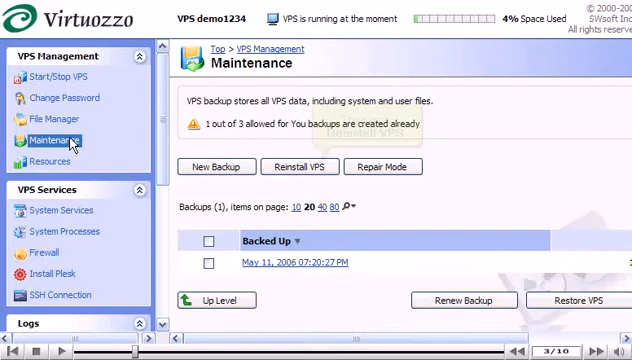 Virtuozzo
VPS demo1234
VPS is running at the moment
4% Space Used
© 2000-200
SWsoft Inc
All rights reserve
VPS Management
Start/Stop VPS
Change Password
File Manager
Maintenance
Resources
VPS Services
System Services
System Processes
Firewall
Install Plesk
SSH Connection
Logs
Top > VPS Management
Maintenance
VPS backup stores all VPS data, including system and user files.
1 out of 3 allowed for You backups are created already
Reinstall VPS
New Backup
Reinstall VPS
Repair Mode
Backups (1), items on page: 10 20 40 80
Backed Up
May 11, 2006 07:20:27 PM
Up Level
Renew Backup
Restore VPS
3/10